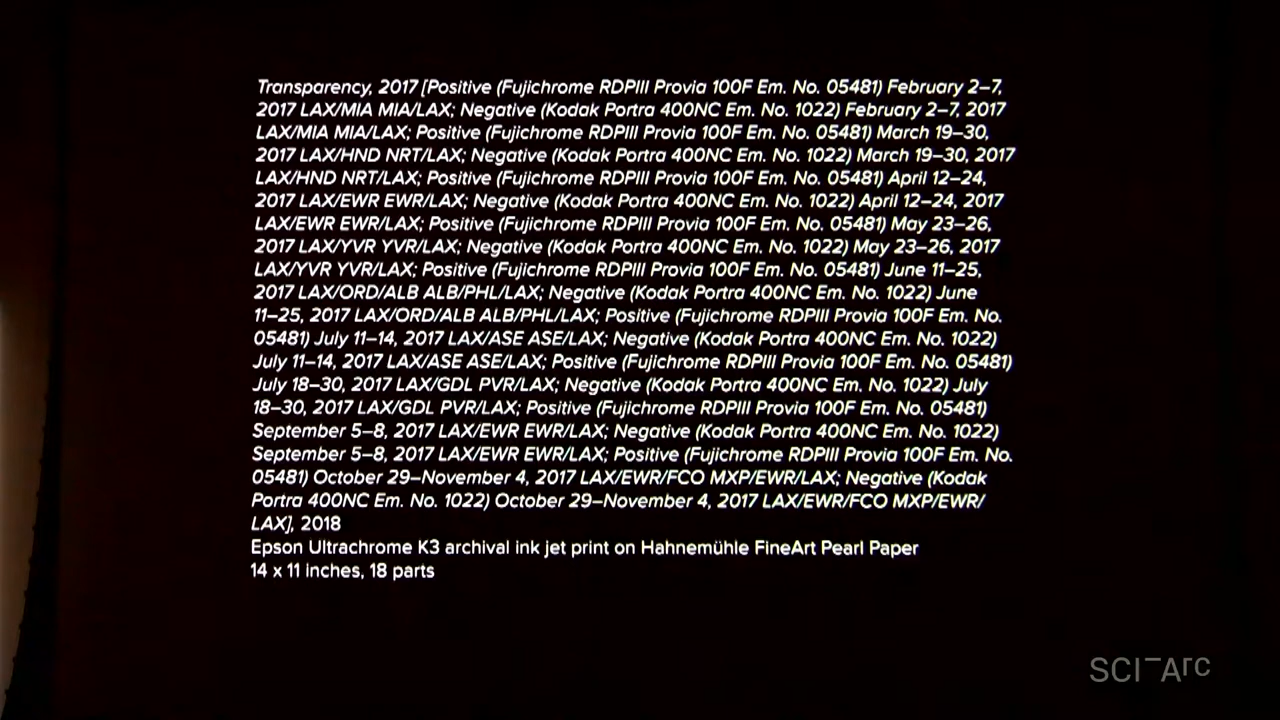 Transparency, 2017 [Positive (Fujichrome RDPIII Provia 100F Em. No. 05481) February 2–7,
2017 LAX/MIA MIA/LAX; Negative (Kodak Portra 400NC Em. No. 1022) February 2–7, 2017
LAX/MIA MIA/LAX; Positive (Fujichrome RDPIII Provia 100F Em. No. 05481) March 19–30,
2017 LAX/HND NRT/LAX; Negative (Kodak Portra 400NC Em. No. 1022) March 19–30, 2017
LAX/HND NRT/LAX; Positive (Fujichrome RDPIII Provia 100F Em. No. 05481) April 12–24,
2017 LAX/EWR EWR/LAX; Negative (Kodak Portra 400NC Em. No. 1022) April 12–24, 2017
LAX/EWR EWR/LAX; Positive (Fujichrome RDPIII Provia 100F Em. No. 05481) May 23–26,
2017 LAX/YVR YVR/LAX; Negative (Kodak Portra 400NC Em. No. 1022) May 23–26, 2017
LAX/YVR YVR/LAX; Positive (Fujichrome RDPIII Provia 100F Em. No. 05481) June 11–25,
2017 LAX/ORD/ALB ALB/PHL/LAX; Negative (Kodak Portra 400NC Em. No. 1022) June
11–25, 2017 LAX/ORD/ALB ALB/PHL/LAX; Positive (Fujichrome RDPIII Provia 100F Em. No.
05481) July 11–14, 2017 LAX/ASE ASE/LAX; Negative (Kodak Portra 400NC Em. No. 1022)
July 11–14, 2017 LAX/ASE ASE/LAX; Positive (Fujichrome RDPIII Provia 100F Em. No. 05481)
July 18–30, 2017 LAX/GDL PVR/LAX; Negative (Kodak Portra 400NC Em. No. 1022) July
18–30, 2017 LAX/GDL PVR/LAX; Positive (Fujichrome RDPIII Provia 100F Em. No. 05481)
September 5–8, 2017 LAX/EWR EWR/LAX; Negative (Kodak Portra 400NC Em. No. 1022)
September 5–8, 2017 LAX/EWR EWR/LAX; Positive (Fujichrome RDPIII Provia 100F Em. No.
05481) October 29–November 4, 2017 LAX/EWR/FCO MXP/EWR/LAX; Negative (Kodak
Portra 400NC Em. No. 1022) October 29–November 4, 2017 LAX/EWR/FCO MXP/EWR/
LAX], 2018
Epson Ultrachrome K3 archival ink jet print on Hahnemühle FineArt Pearl Paper
14 x 11 inches, 18 parts
SCI-Arc